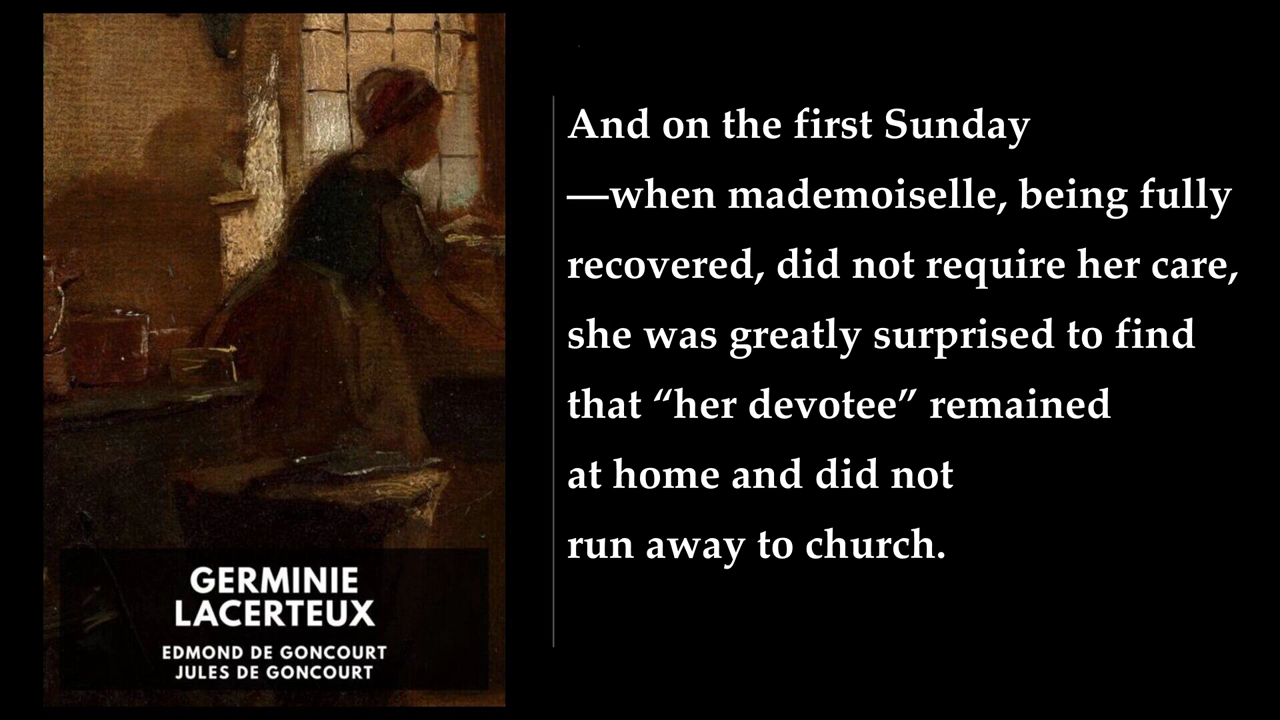 GERMINIE
LACERTEUX
EDMOND DE GONCOURT
JULES DE GONCOURT
And on the first Sunday
—when mademoiselle, being fully
recovered, did not require her care,
she was greatly surprised to find
that “her devotee” remained
at home and did not
run away to church.